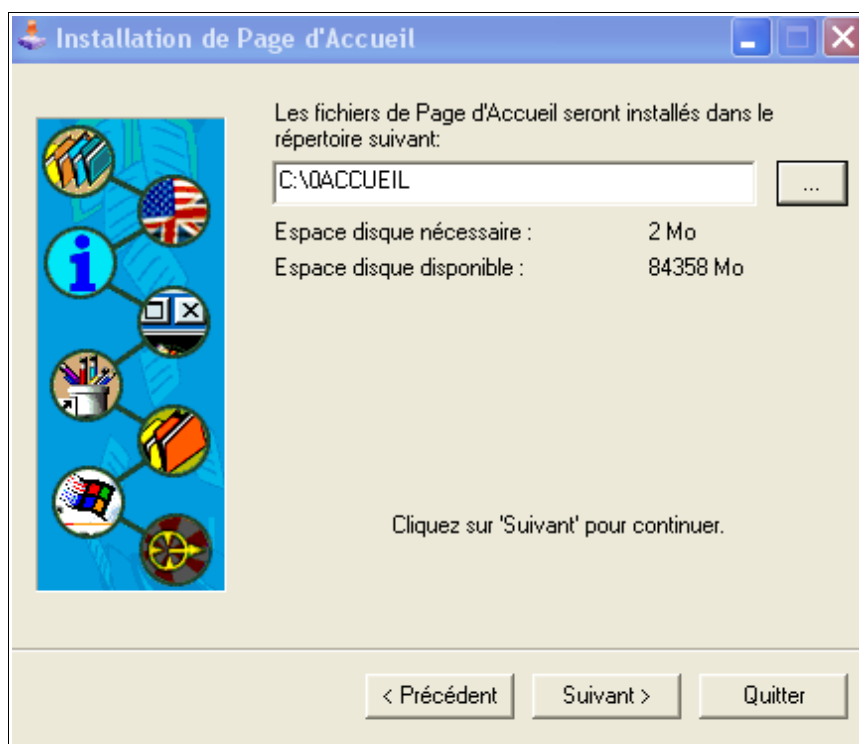 Installation de Page d'Accueil
Les fichiers de Page d'Accueil seront installés dans le
répertoire suivant:
C:\0ACCUEIL
...
Espace disque nécessaire : 2 Mo
Espace disque disponible : 84358 Mo
Cliquez sur 'Suivant' pour continuer.
< Précédent Suivant > Quitter